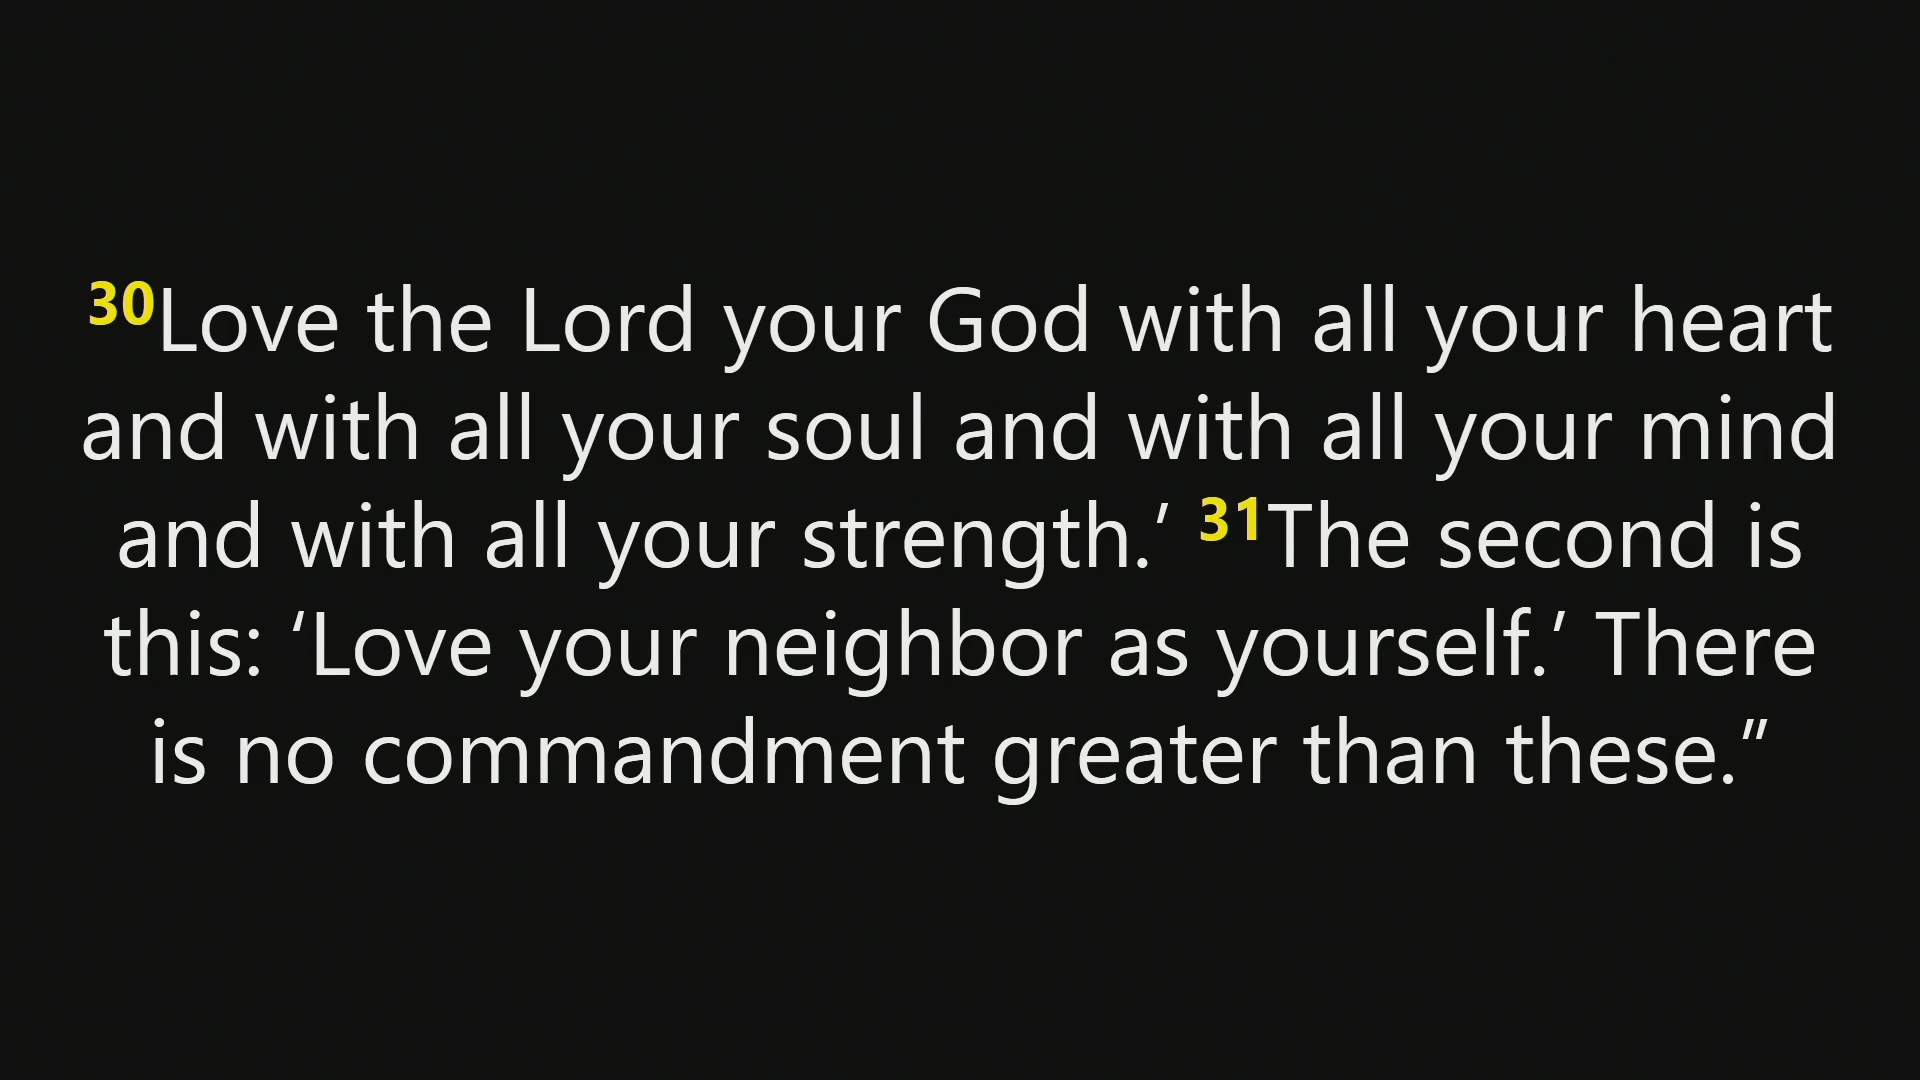 30Love the Lord your God with all your heart
and with all your soul and with all your mind
and with all your strength.’ 31The second is
this: ‘Love your neighbor as yourself.’ There
is no commandment greater than these.”